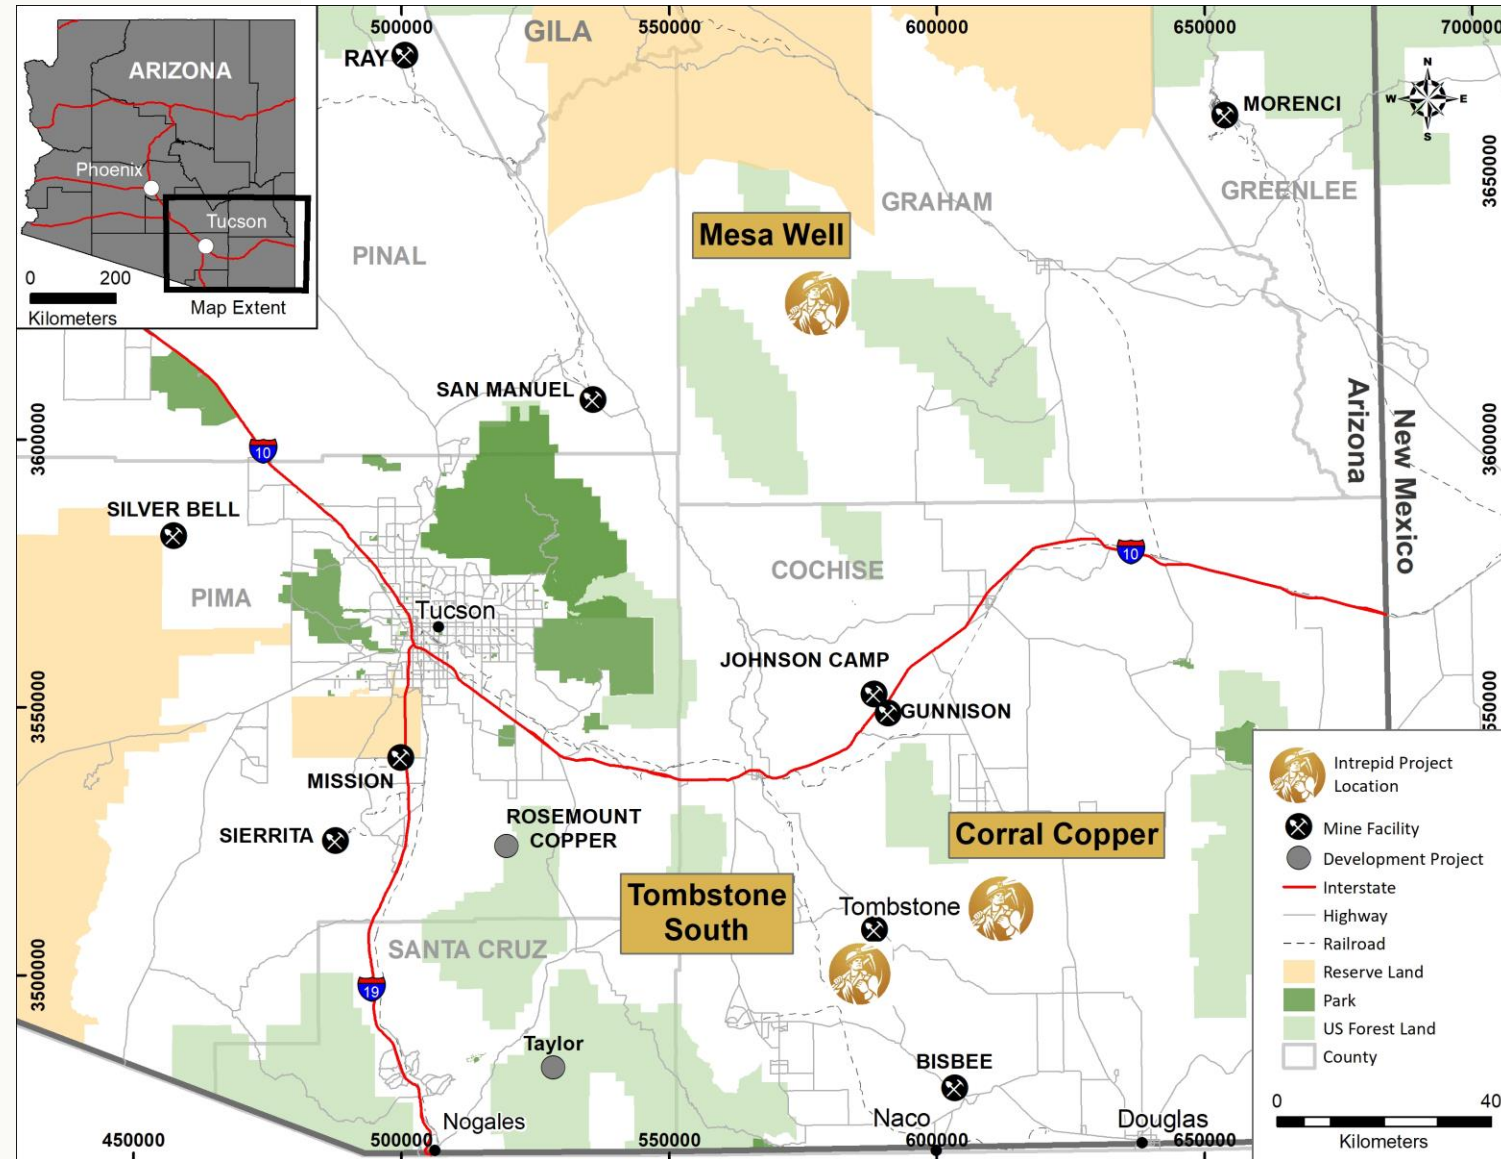 500000
550000
600000
650000
700000
GILA
RAY
ARIZONA
Phoenix
Tucson
0
200
Kilometers
Map Extent
MORENCI
N
W
E
S
3650000
GRAHAM
GREENLEE
Mesa Well
PINAL
SAN MANUEL
3600000
10
Arizona
New Mexico
3600000
SILVER BELL
COCHISE
10
PIMA
Tucson
JOHNSON CAMP
GUNNISON
3550000
3550000
MISSION
SIERRITA
ROSEMOUNT
COPPER
Corral Copper
Tombstone
South
Tombstone
SANTA CRUZ
3500000
19
Taylor
BISBEE
Nogales
Naco
Douglas
450000
500000
550000
600000
650000
Intrepid Project
Location
Mine Facility
Development Project
Interstate
Highway
Railroad
Reserve Land
Park
US Forest Land
County
0
40
Kilometers